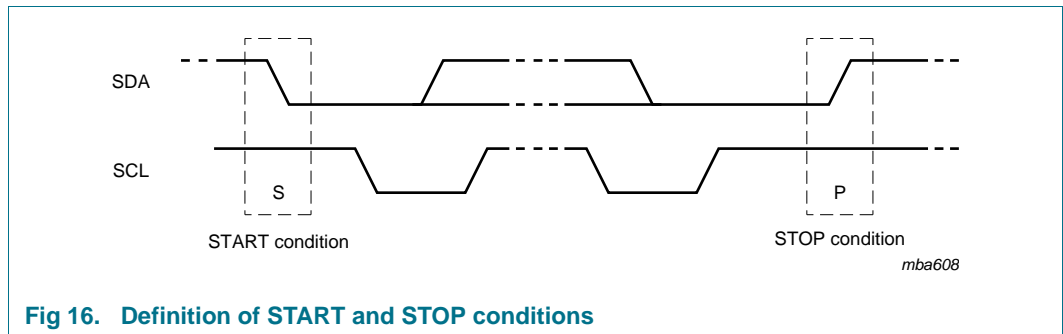 SDA
SCL
S
P
START condition
STOP condition
mba608
Fig 16. Definition of START and STOP conditions